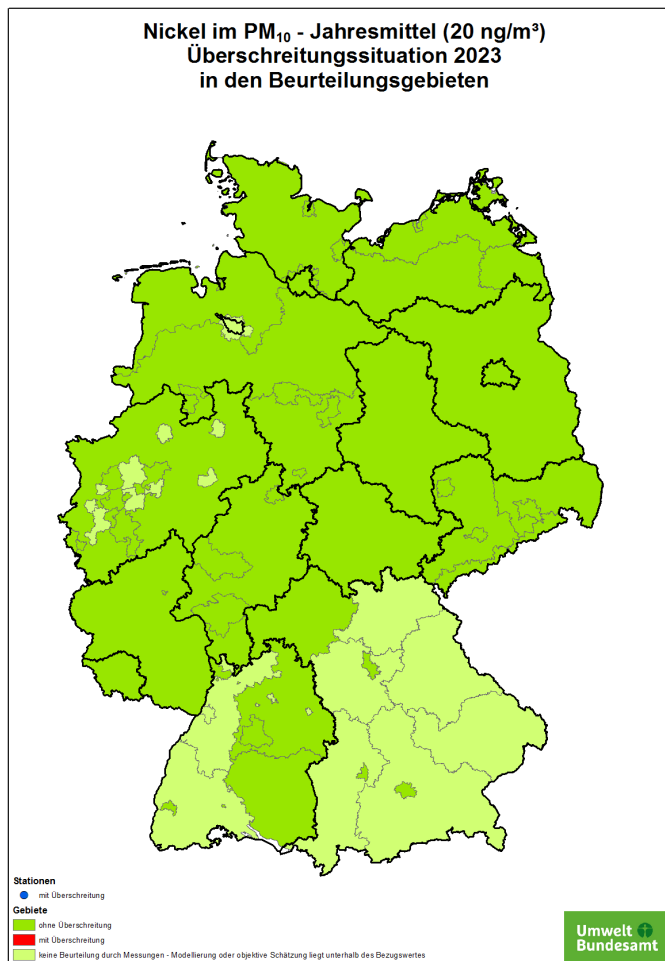 Nickel im PM₁₀ - Jahresmittel (20 ng/m³)
Überschreitungssituation 2023
in den Beurteilungsgebieten
Stationen
mit Überschreitung
Gebiete
ohne Überschreitung
mit Überschreitung
keine Beurteilung durch Messungen - Modellierung oder objektive Schätzung liegt unterhalb des Bezugswertes
Umwelt
Bundesamt